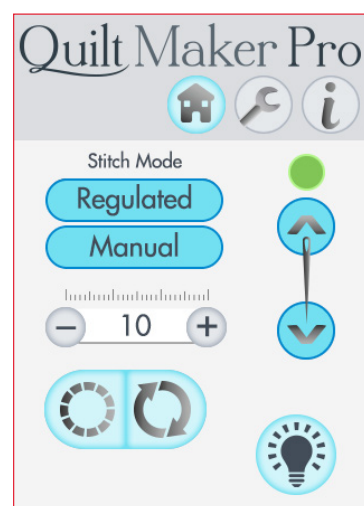 Quilt Maker Pro
i
Stitch Mode
Regulated
Manual
− 10 +